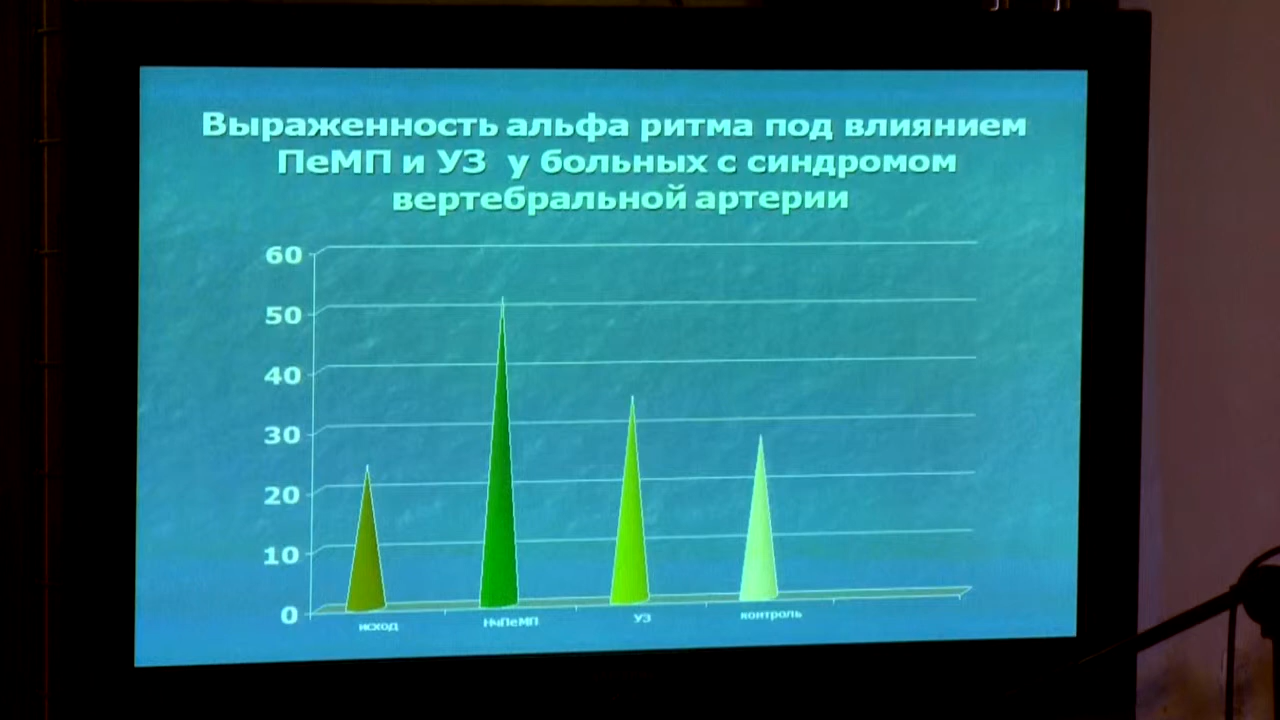 Выраженность альфа ритма под влиянием
ПеМП и УЗ у больных с синдромом
вертебральной артерии
60
50
40
30
20
10
0
исход
НчПеМП
УЗ
контроль